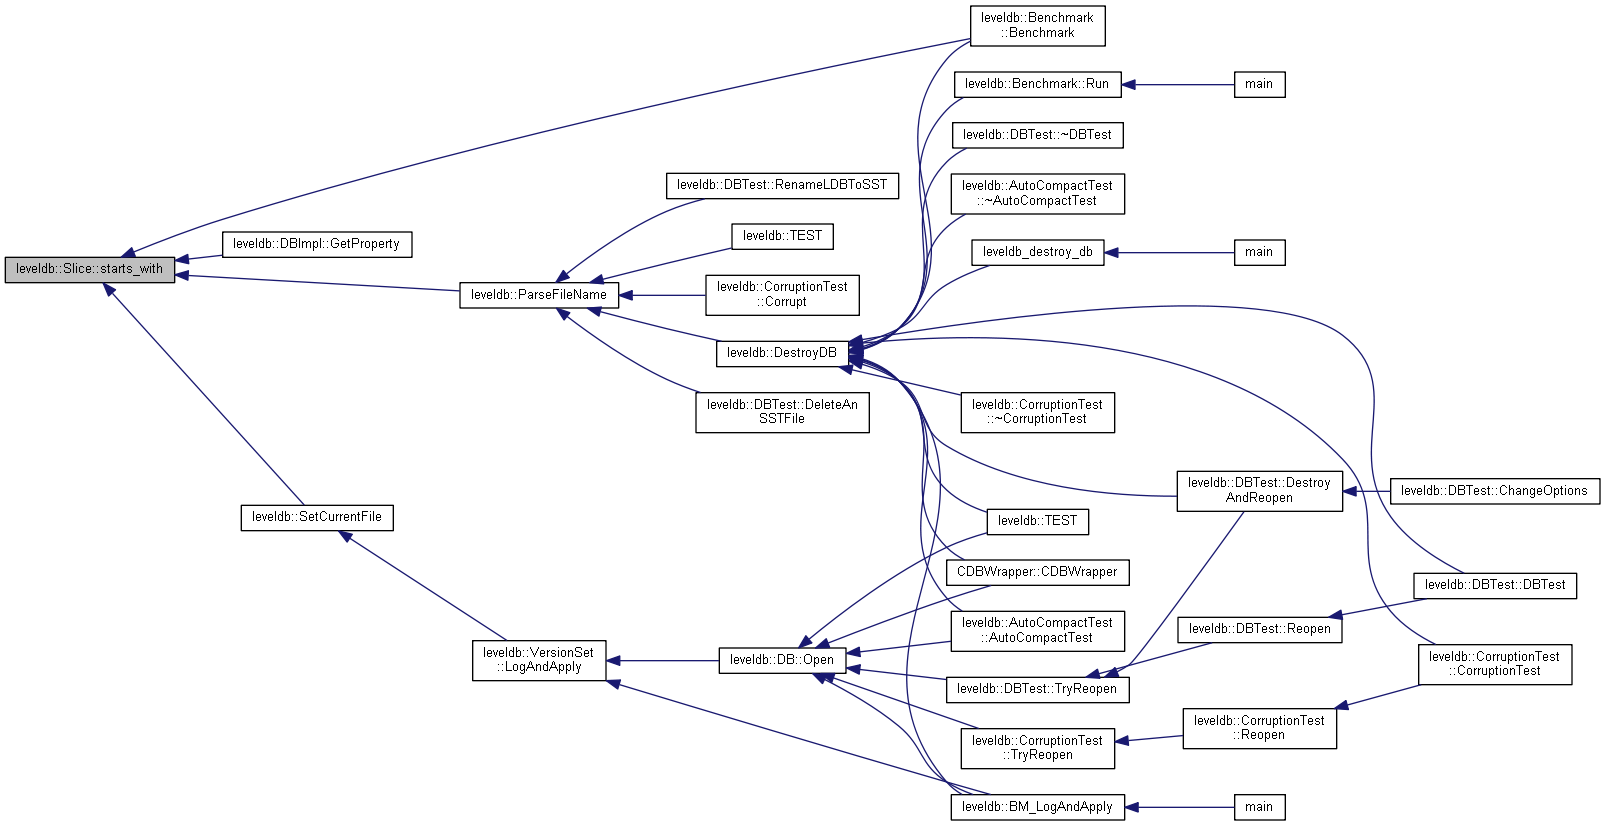 leveldb::Benchmark
::Benchmark
leveldb::Benchmark::Run
main
leveldb::DBTest::~DBTest
leveldb::DBTest::RenameLDBToSST
leveldb::AutoCompactTest
::~AutoCompactTest
leveldb::TEST
leveldb::DBImpl::GetProperty
leveldb_destroy_db
main
leveldb::Slice::starts_with
leveldb::ParseFileName
leveldb::CorruptionTest
::Corrupt
leveldb::DestroyDB
leveldb::DBTest::DeleteAn
SSTFile
leveldb::CorruptionTest
::~CorruptionTest
leveldb::DBTest::Destroy
AndReopen
leveldb::DBTest::ChangeOptions
leveldb::SetCurrentFile
leveldb::TEST
CDBWrapper::CDBWrapper
leveldb::DBTest::DBTest
leveldb::AutoCompactTest
::AutoCompactTest
leveldb::DBTest::Reopen
leveldb::VersionSet
::LogAndApply
leveldb::DB::Open
leveldb::CorruptionTest
::CorruptionTest
leveldb::DBTest::TryReopen
leveldb::CorruptionTest
::Reopen
leveldb::CorruptionTest
::TryReopen
leveldb::BM_LogAndApply
main